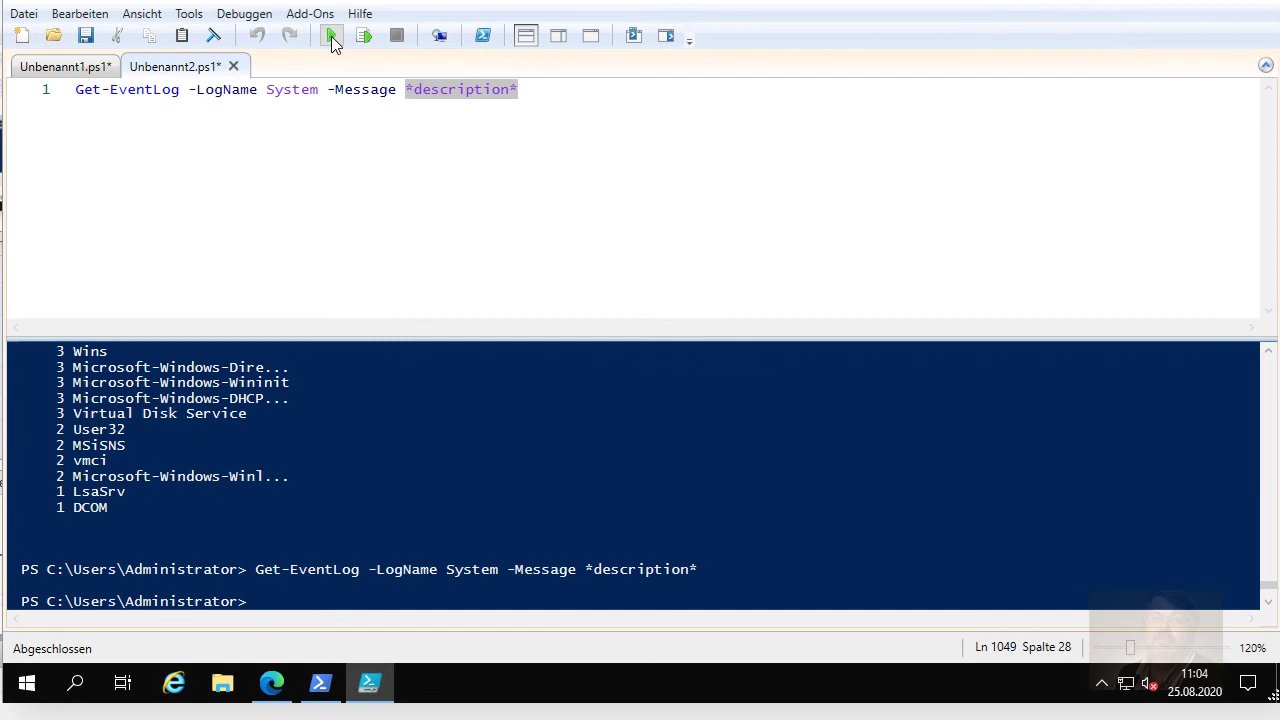 Datei Bearbeiten Ansicht Tools Debuggen Add-Ons Hilfe
Unbenannt1.ps1* Unbenannt2.ps1*
1 Get-EventLog -LogName System -Message *description*
3 Wins
3 Microsoft-Windows-Dire...
3 Microsoft-Windows-Wininit
3 Microsoft-Windows-DHCP...
3 Virtual Disk Service
2 User32
2 MSiSNS
2 vmci
2 Microsoft-Windows-Winl...
1 LsaSrv
1 DCOM
PS C:\Users\Administrator> Get-EventLog -LogName System -Message *description*
PS C:\Users\Administrator>
Abgeschlossen Ln 1049 Spalte 28 120%
11:04
25.08.2020